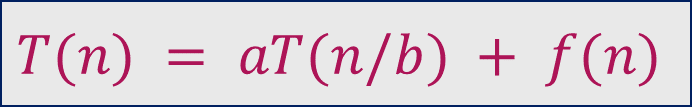 T(n) = aT(n/b) + f(n)